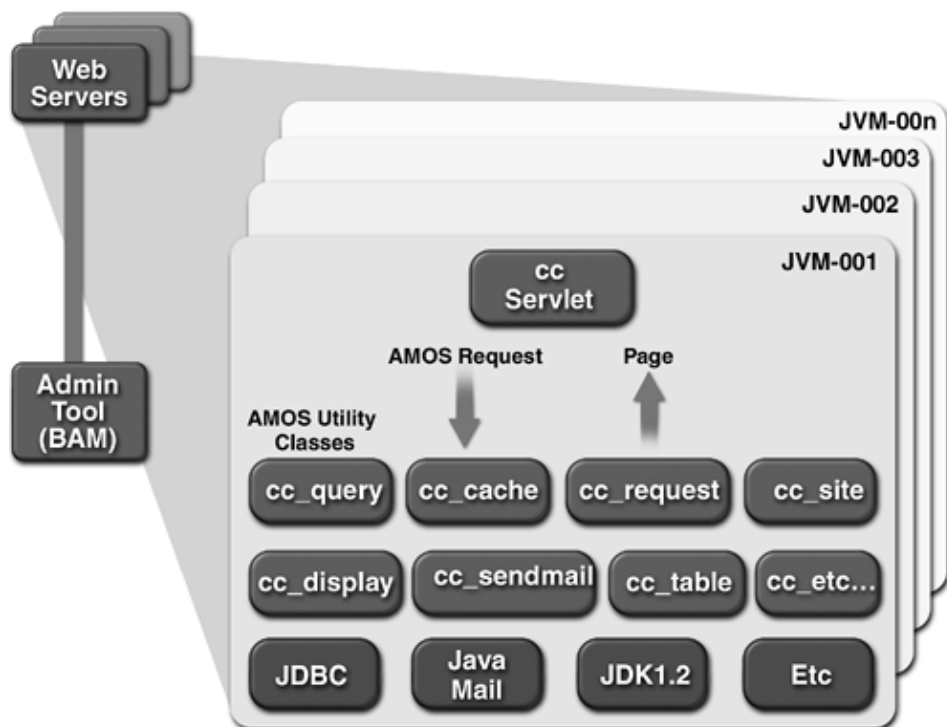 Web
Servers
JVM-00n
JVM-003
JVM-002
JVM-001
cc
Servlet
AMOS Request
Page
Admin
Tool
(BAM)
AMOS Utility
Classes
cc_query
cc_cache
cc_request
cc_site
cc_display
cc_sendmail
cc_table
cc_etc...
JDBC
Java
Mail
JDK1.2
Etc